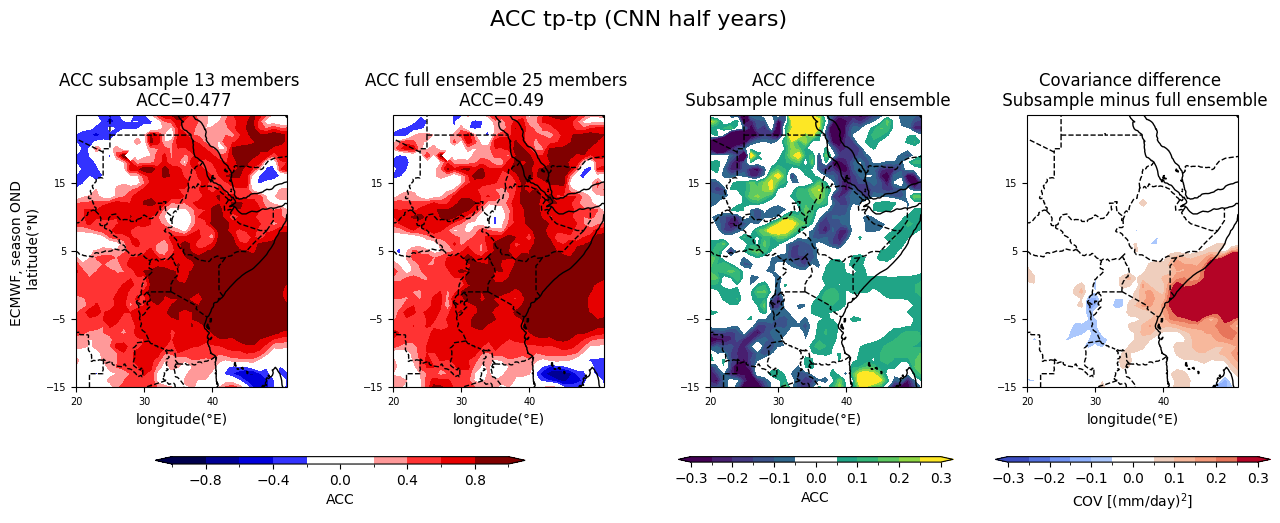 ACC tp-tp (CNN half years)
ACC subsample 13 members
ACC=0.477
ACC full ensemble 25 members
ACC=0.49
ACC difference
Subsample minus full ensemble
Covariance difference
Subsample minus full ensemble
ECMWF, season OND
latitude(°N)
15
5
−5
−15
20
30
40
longitude(°E)
15
5
−5
−15
20
30
40
longitude(°E)
15
5
−5
−15
20
30
40
longitude(°E)
15
5
−5
−15
20
30
40
longitude(°E)
−0.8 −0.4 0.0 0.4 0.8
ACC
−0.3 −0.2 −0.1 0.0 0.1 0.2 0.3
ACC
−0.3 −0.2 −0.1 0.0 0.1 0.2 0.3
COV [(mm/day)²]